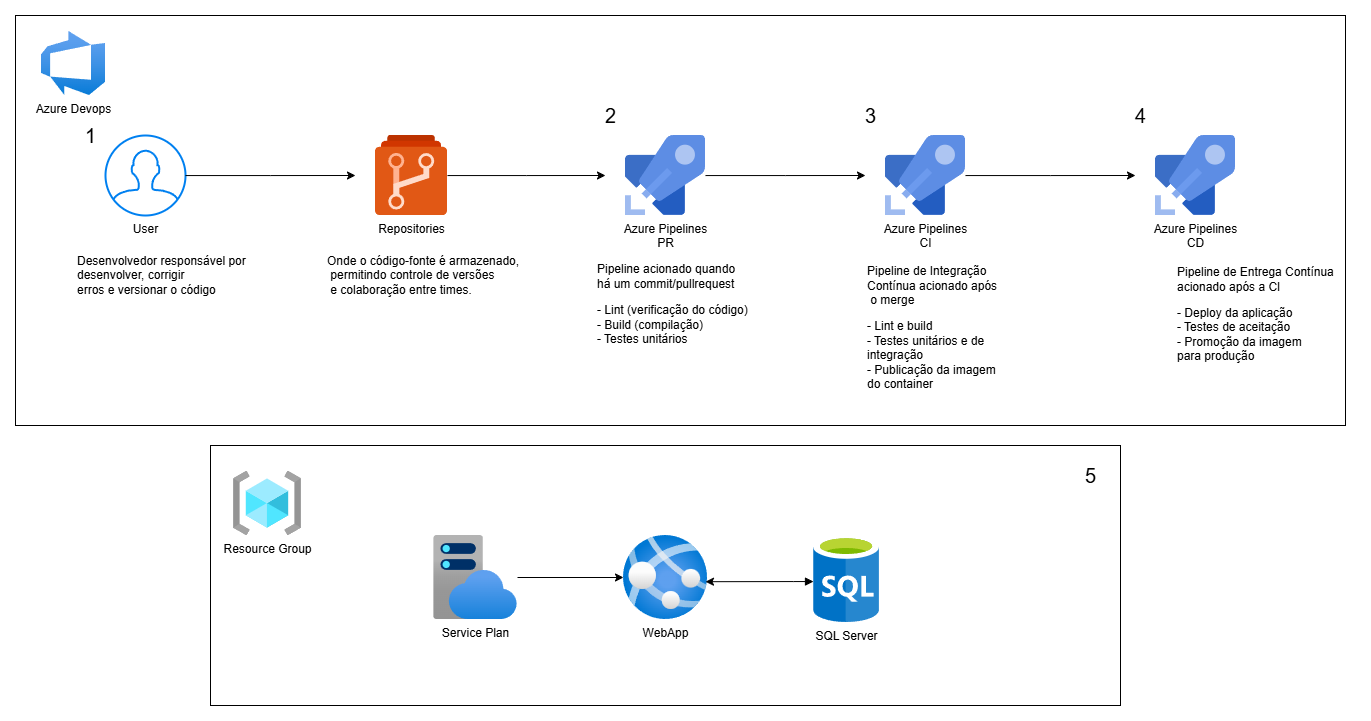 Azure Devops
1
User
Desenvolvedor responsável por
desenvolver, corrigir
erros e versionar o código
Repositories
Onde o código-fonte é armazenado,
permitindo controle de versões
e colaboração entre times.
2
Azure Pipelines
PR
Pipeline acionado quando
há um commit/pullrequest
- Lint (verificação do código)
- Build (compilação)
- Testes unitários
3
Azure Pipelines
CI
Pipeline de Integração
Contínua acionado após
o merge
- Lint e build
- Testes unitários e de
integração
- Publicação da imagem
do container
4
Azure Pipelines
CD
Pipeline de Entrega Contínua
acionado após a CI
- Deploy da aplicação
- Testes de aceitação
- Promoção da imagem
para produção
5
Resource Group
Service Plan
WebApp
SQL
SQL Server